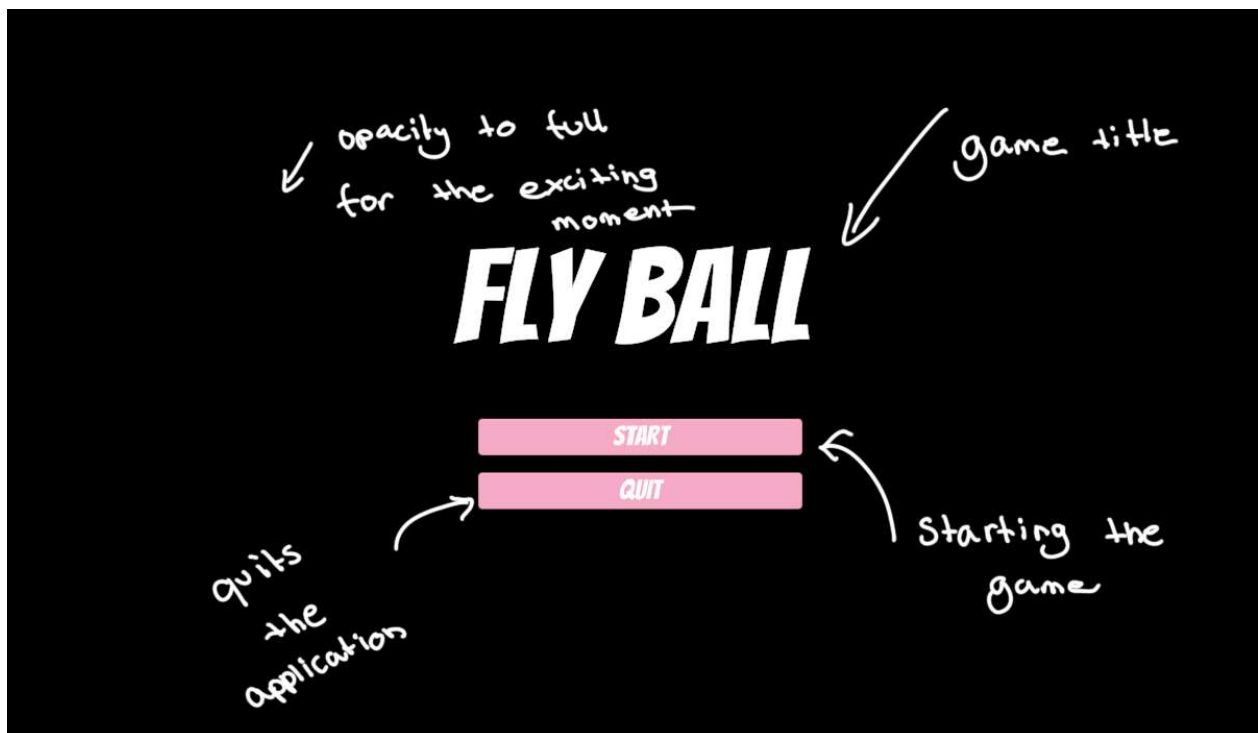 opacity to full
for the exciting
moment
game title
FLY BALL
START
QUIT
quits
the
application
Starting the
game